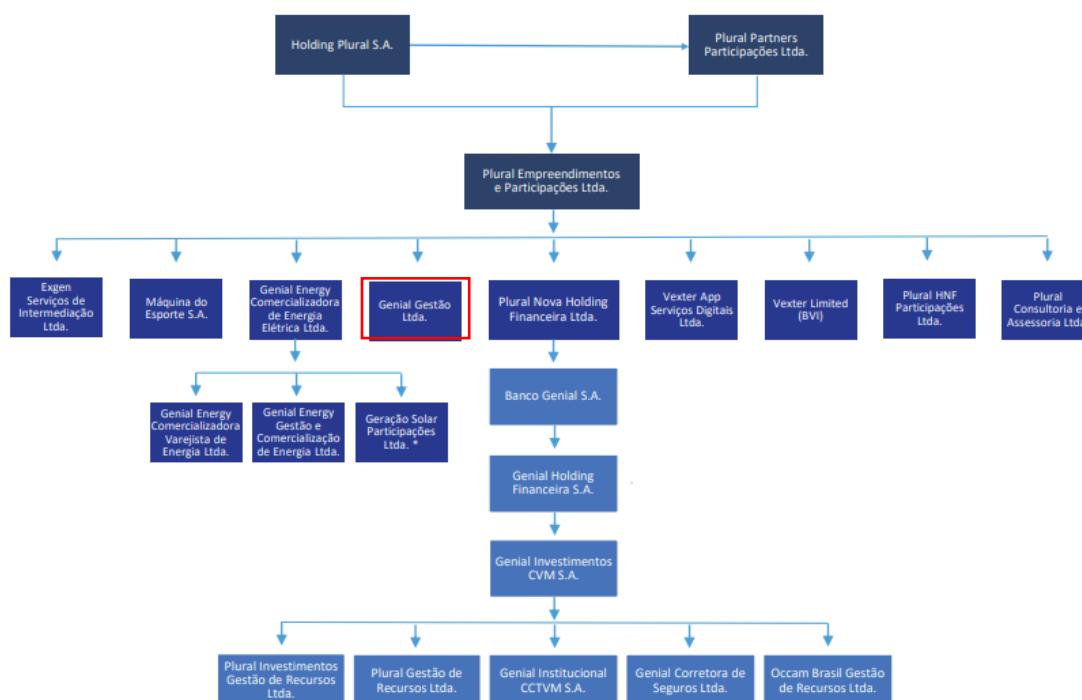 Holding Plural S.A.
Plural Partners
Participações Ltda.
Plural Empreendimentos
e Participações Ltda.
Exgen
Serviços de
Intermediação
Ltda.
Máquina do
Esporte S.A.
Genial Energy
Comercializadora
de Energia
Elétrica Ltda.
Genial Gestão
Ltda.
Plural Nova Holding
Financeira Ltda.
Vexter App
Serviços Digitais
Ltda.
Vexter Limited
(BVI)
Plural HNF
Participações
Ltda.
Plural
Consultoria e
Assessoria Ltda
Genial Energy
Comercializadora
Varejista de
Energia Ltda.
Genial Energy
Gestão e
Comercialização
de Energia Ltda.
Geração Solar
Participações
Ltda. *
Banco Genial S.A.
Genial Holding
Financeira S.A.
Genial Investimentos
CVM S.A.
Plural Investimentos
Gestão de Recursos
Ltda.
Plural Gestão de
Recursos Ltda.
Genial Institucional
CCTVM S.A.
Genial Corretora de
Seguros Ltda.
Occam Brasil Gestão
de Recursos Ltda.